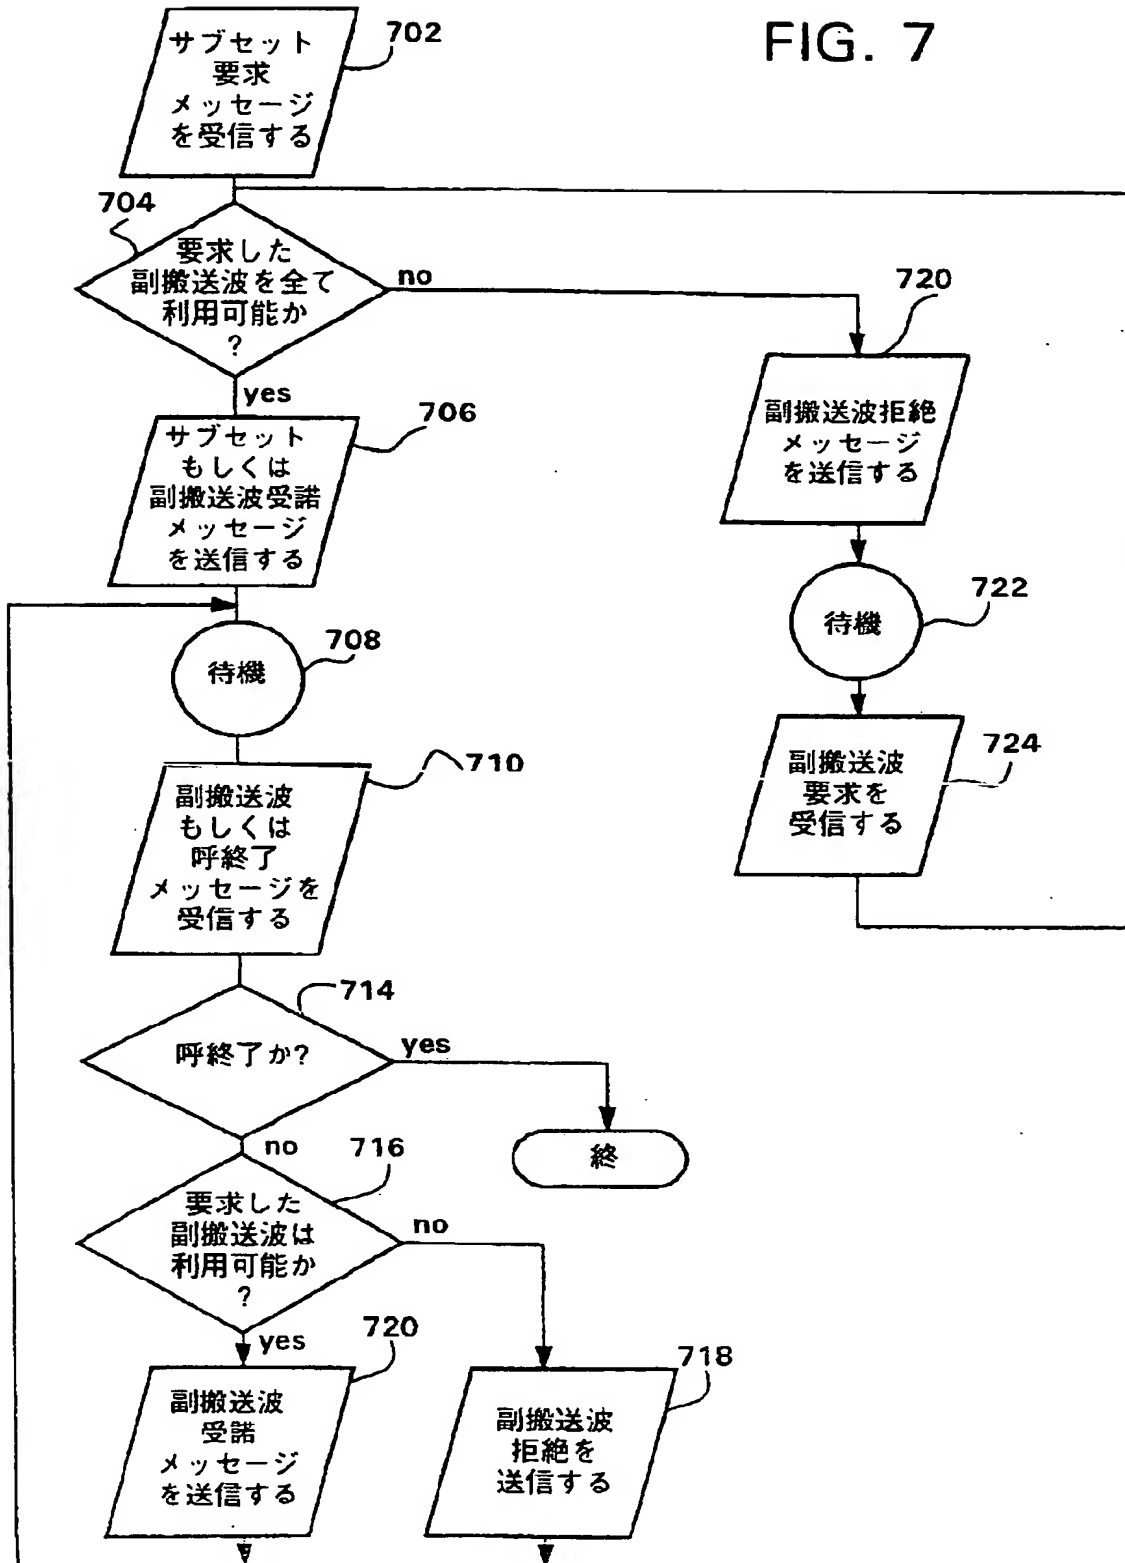 FIG. 7
702
サブセット
要求
メッセージ
を受信する
704
要求した
副搬送波を全て
利用可能か
?
no
yes
720
副搬送波拒絶
メッセージ
を送信する
706
サブセット
もしくは
副搬送波受諾
メッセージ
を送信する
722
待機
708
待機
724
副搬送波
要求を
受信する
710
副搬送波
もしくは
呼終了
メッセージを
受信する
714
呼終了か?
yes
no
終
716
要求した
副搬送波は
利用可能か
?
no
yes
720
副搬送波
受諾
メッセージ
を送信する
718
副搬送波
拒絶を
送信する